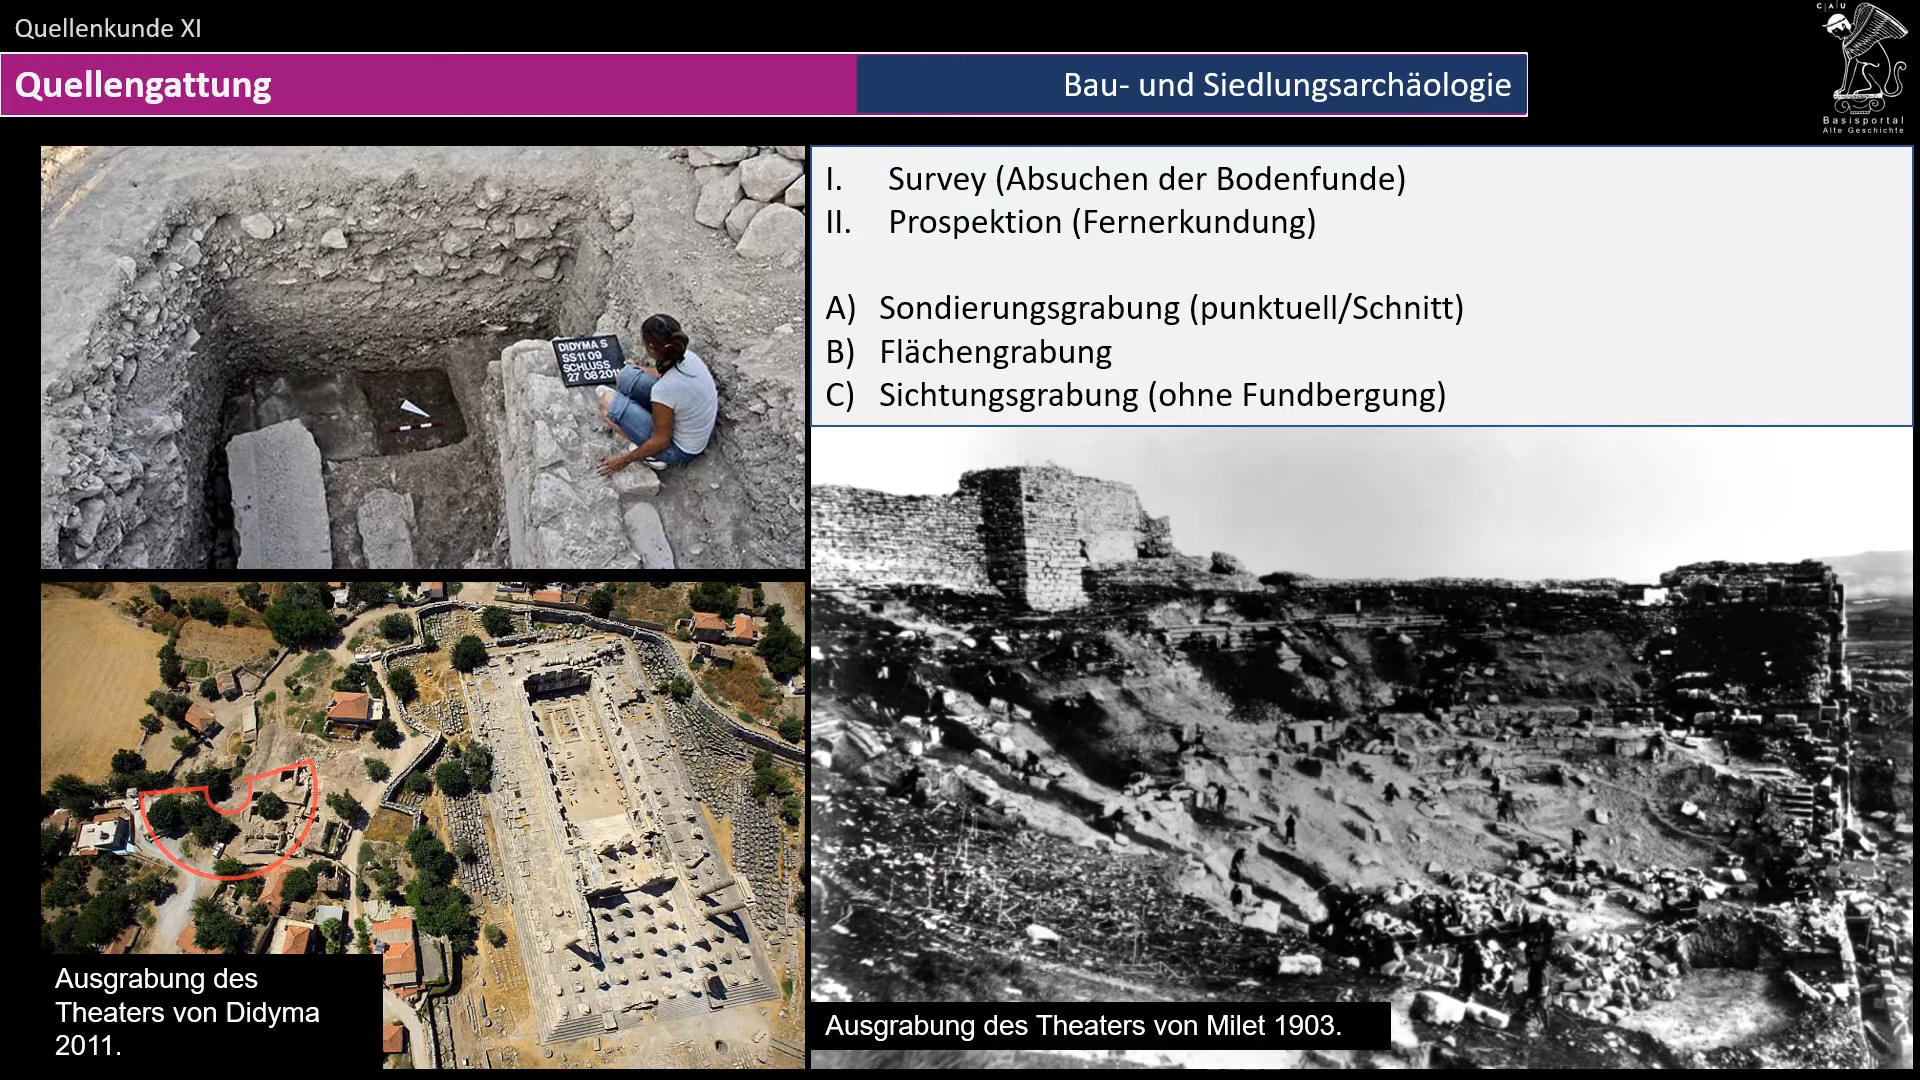 Quellenkunde XI
Quellengattung
Bau- und Siedlungsarchäologie
C|A|U
Basisportal
Alte Geschichte
I. Survey (Absuchen der Bodenfunde)
II. Prospektion (Fernerkundung)
A) Sondierungsgrabung (punktuell/Schnitt)
B) Flächengrabung
C) Sichtungsgrabung (ohne Fundbergung)
DIDYMA S
SS11 09
SCHLUSS
27 08 2011
Ausgrabung des
Theaters von Didyma
2011.
Ausgrabung des Theaters von Milet 1903.